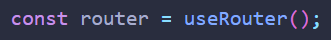 const router = useRouter();